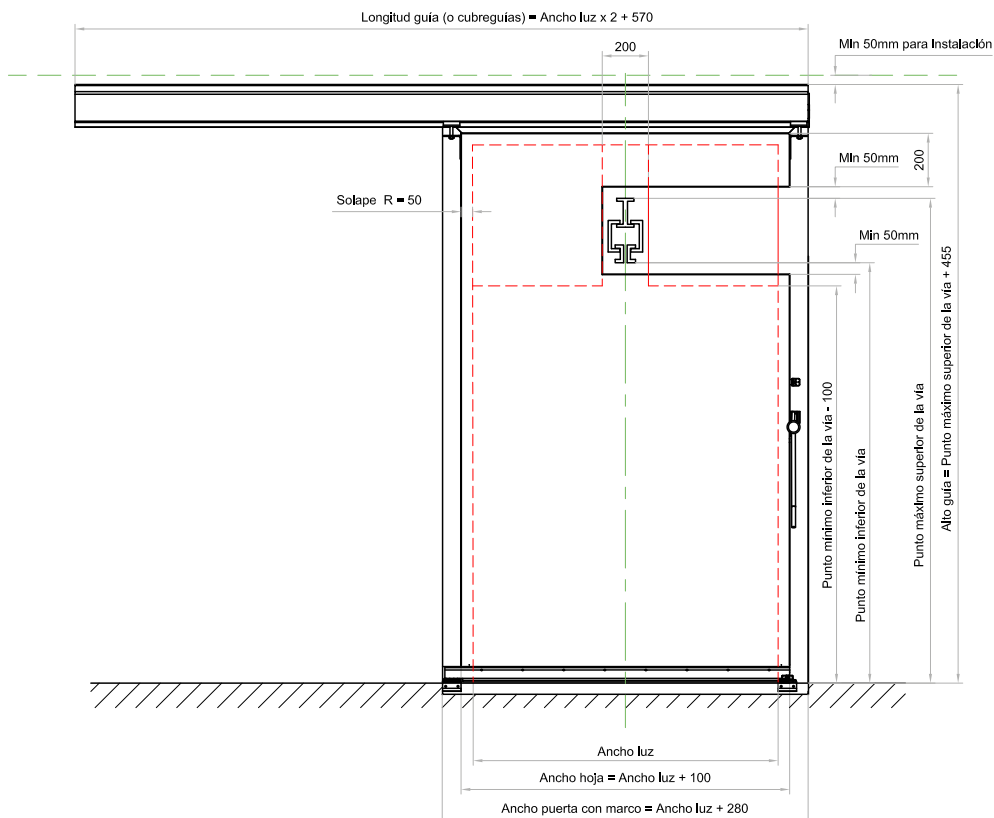 Longitud guía (o cubreguías) = Ancho luz x 2 + 570
200
Min 50mm para Instalación
200
Min 50mm
Solape R = 50
Min 50mm
Punto mínimo inferior de la vía - 100
Punto mínimo inferior de la vía
Punto máximo superior de la vía
Alto guía = Punto máximo superior de la vía + 455
Ancho luz
Ancho hoja = Ancho luz + 100
Ancho puerta con marco = Ancho luz + 280